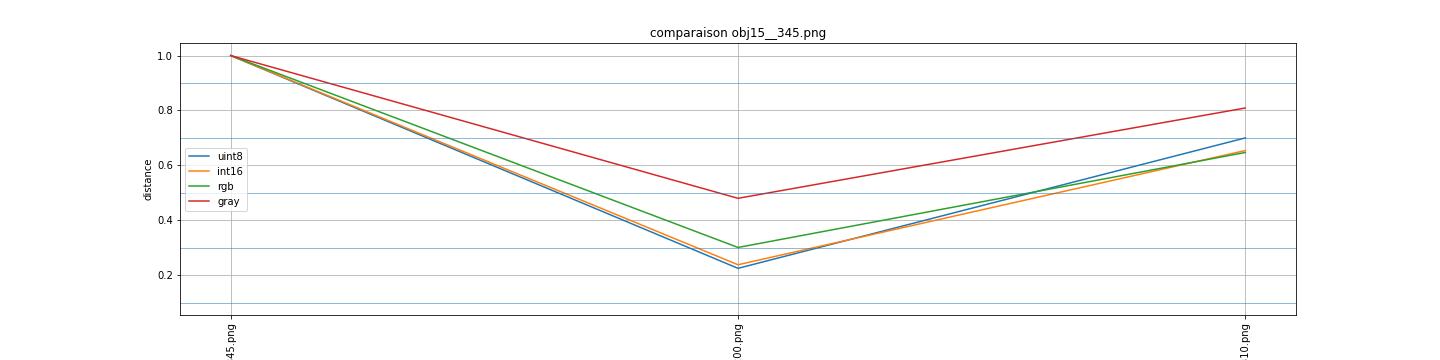 comparaison obj15__345.png
distance
1.0
0.8
0.6
0.4
0.2
uint8
int16
rgb
gray
45.png
00.png
10.png